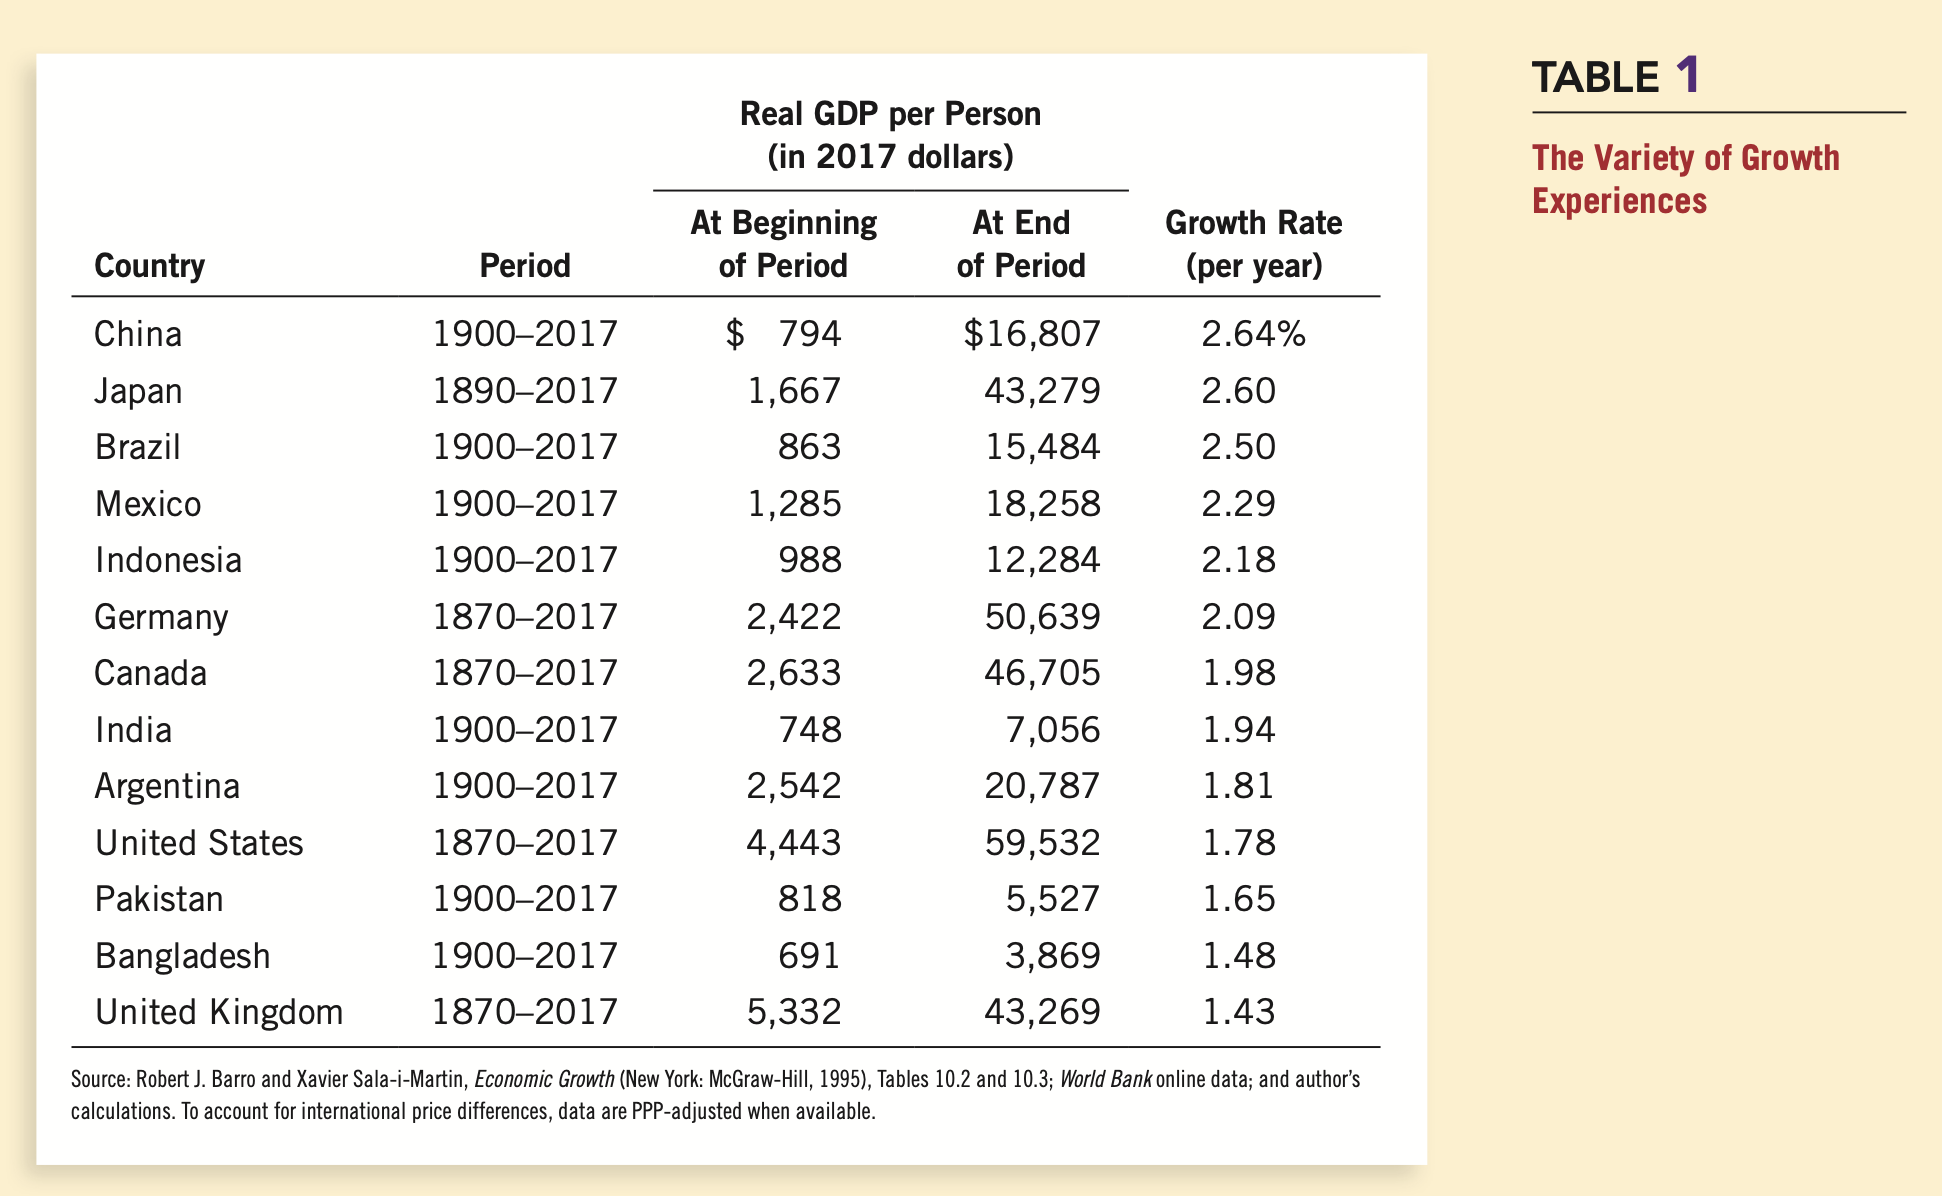 TABLE 1
The Variety of Growth
Experiences
Real GDP per Person
(in 2017 dollars)
Country Period At Beginning of Period At End of Period Growth Rate (per year)
China 1900–2017 $ 794 $16,807 2.64%
Japan 1890–2017 1,667 43,279 2.60
Brazil 1900–2017 863 15,484 2.50
Mexico 1900–2017 1,285 18,258 2.29
Indonesia 1900–2017 988 12,284 2.18
Germany 1870–2017 2,422 50,639 2.09
Canada 1870–2017 2,633 46,705 1.98
India 1900–2017 748 7,056 1.94
Argentina 1900–2017 2,542 20,787 1.81
United States 1870–2017 4,443 59,532 1.78
Pakistan 1900–2017 818 5,527 1.65
Bangladesh 1900–2017 691 3,869 1.48
United Kingdom 1870–2017 5,332 43,269 1.43
Source: Robert J. Barro and Xavier Sala-i-Martin, Economic Growth (New York: McGraw-Hill, 1995), Tables 10.2 and 10.3; World Bank online data; and author’s
calculations. To account for international price differences, data are PPP-adjusted when available.